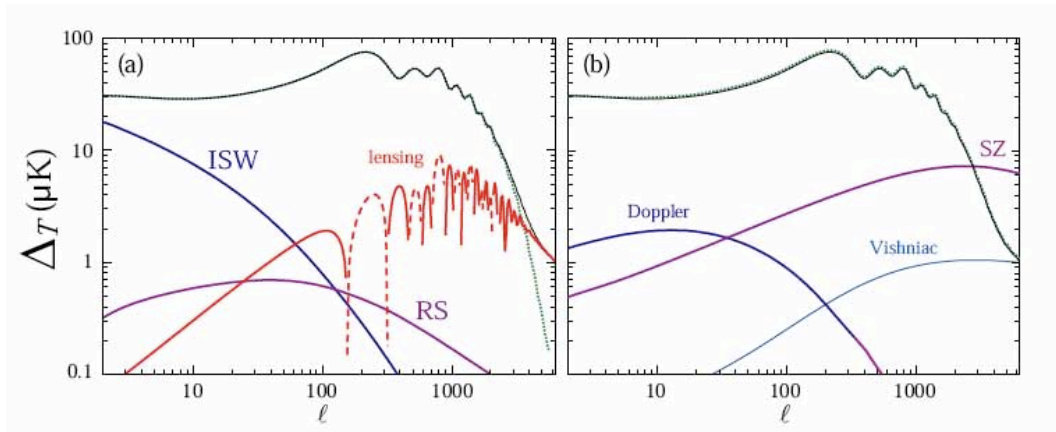 (a)
(b)
100
10
1
0.1
Δ_T (μK)
ISW
lensing
RS
SZ
Doppler
Vishniac
10 100 1000
10 100 1000
ℓ
ℓ